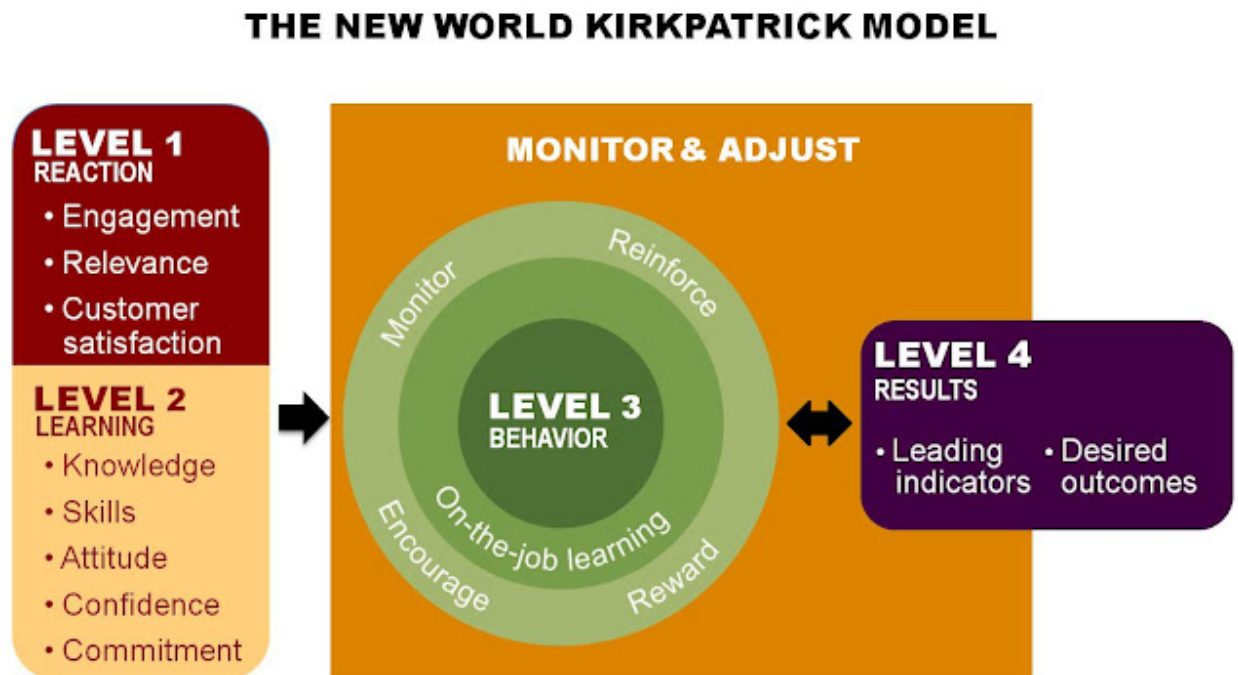 THE NEW WORLD KIRKPATRICK MODEL
LEVEL 1
REACTION
• Engagement
• Relevance
• Customer
satisfaction
LEVEL 2
LEARNING
• Knowledge
• Skills
• Attitude
• Confidence
• Commitment
MONITOR & ADJUST
Monitor
Reinforce
Encourage
Reward
On-the-job learning
LEVEL 3
BEHAVIOR
LEVEL 4
RESULTS
• Leading
indicators
• Desired
outcomes